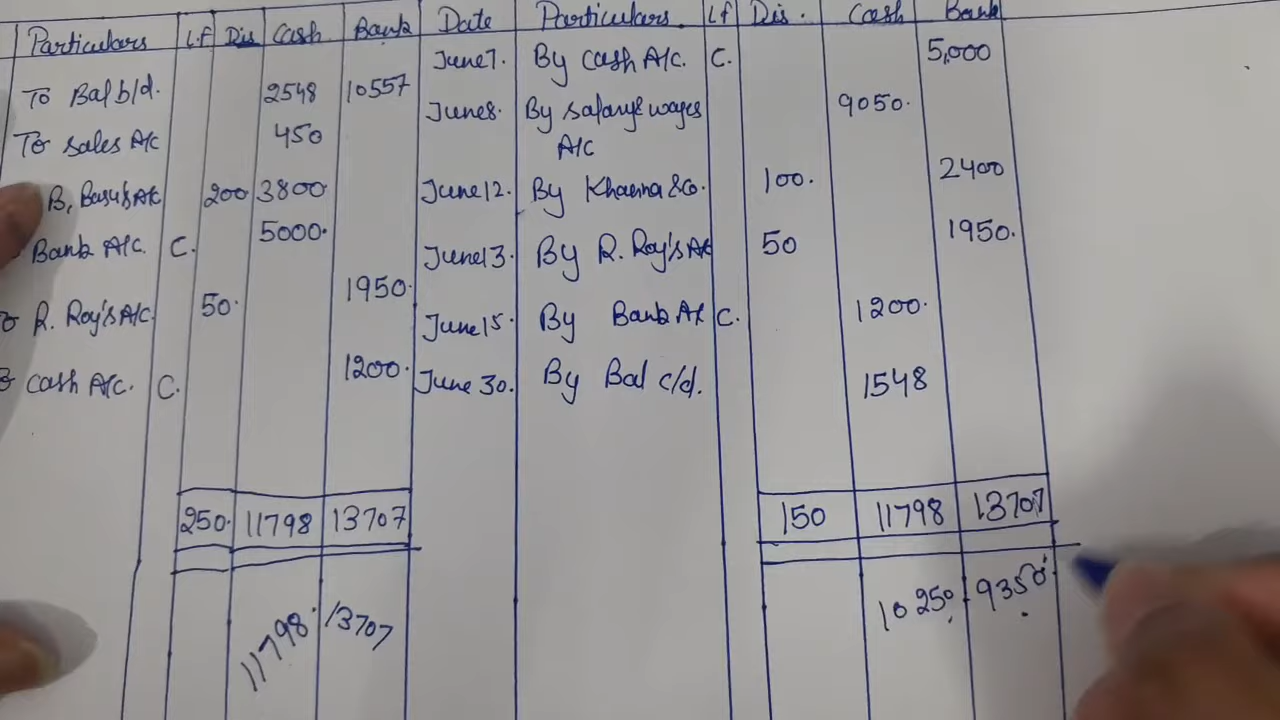 Particulars L.f Dis Cash Bank Date Particulars Lf Dis. Cash Bank
June 7. By Cash A/c. C. 5,000
To Bal b/d. 2548 10557
June 8. By Salary & wages A/c 9050.
To Sales A/c 450
B. Basu's A/c 200 3800. June 12. By Khanna & Co. 100. 2400
Bank A/c. C. 5000. June 13. By R. Roy's A/c 50 1950.
R. Roy's A/c. 50. 1950. June 15. By Bank A/c C. 1200.
Cash A/c. C. 1200. June 30. By Bal c/d. 1548
250. 11798 13707 150 11798 13707
11798. 13707 10250 9350